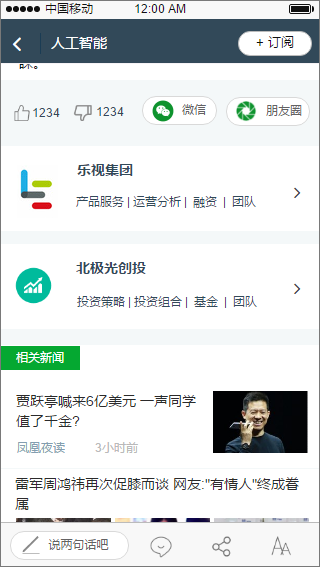 中国移动 12:00 AM
人工智能 + 订阅
1234 1234 微信 朋友圈
乐视集团
产品服务 | 运营分析 | 融资 | 团队
北极光创投
投资策略 | 投资组合 | 基金 | 团队
相关新闻
贾跃亭喊来6亿美元 一声同学
值了千金?
凤凰夜读 3小时前
雷军周鸿祎再次促膝而谈 网友:"有情人"终成眷
属
说两句话吧